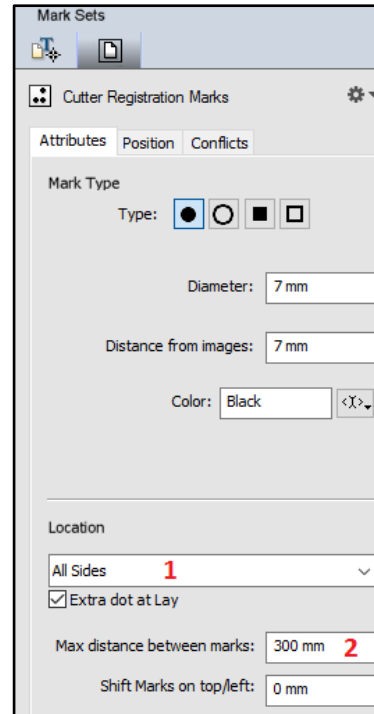 Mark Sets
Cutter Registration Marks
Attributes Position Conflicts
Mark Type
Type:
Diameter: 7 mm
Distance from images: 7 mm
Color: Black
Location
All Sides 1
Extra dot at Lay
Max distance between marks: 300 mm 2
Shift Marks on top/left: 0 mm